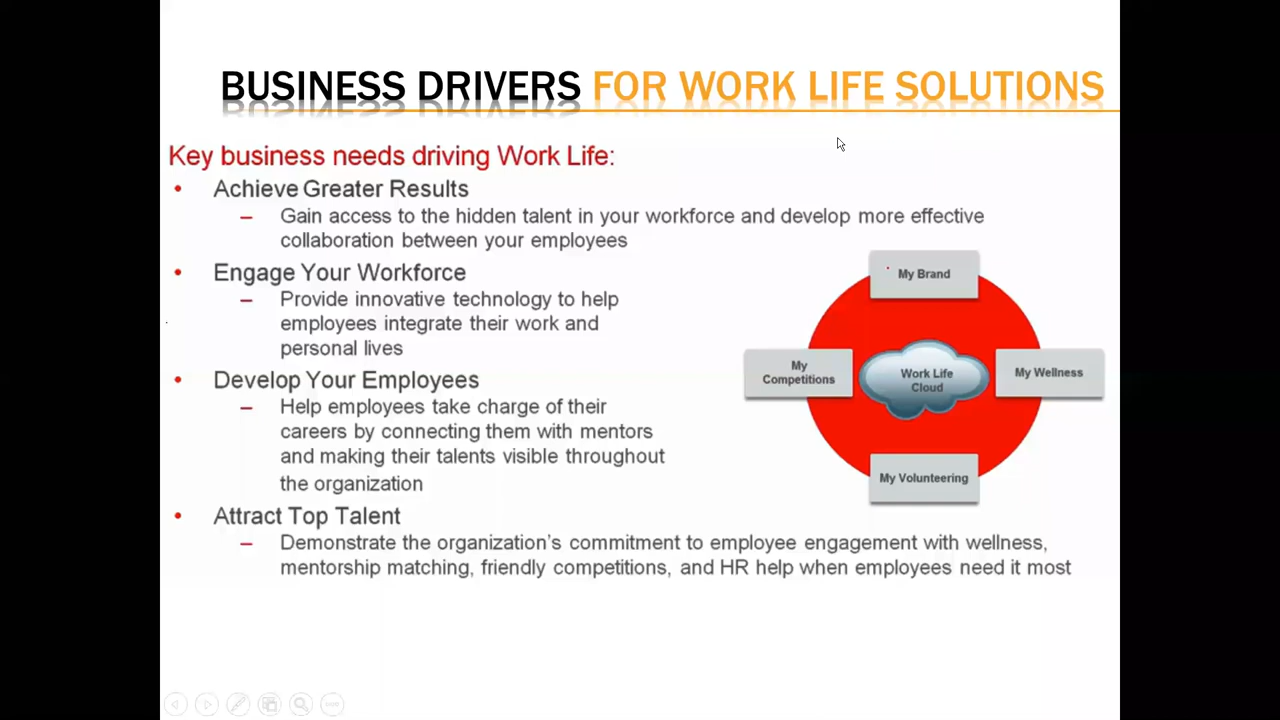 BUSINESS DRIVERS FOR WORK LIFE SOLUTIONS
Key business needs driving Work Life:
• Achieve Greater Results
– Gain access to the hidden talent in your workforce and develop more effective
collaboration between your employees
• Engage Your Workforce
– Provide innovative technology to help
employees integrate their work and
personal lives
• Develop Your Employees
– Help employees take charge of their
careers by connecting them with mentors
and making their talents visible throughout
the organization
• Attract Top Talent
– Demonstrate the organization's commitment to employee engagement with wellness,
mentorship matching, friendly competitions, and HR help when employees need it most
My Brand
My
Competitions
Work Life
Cloud
My Wellness
My Volunteering